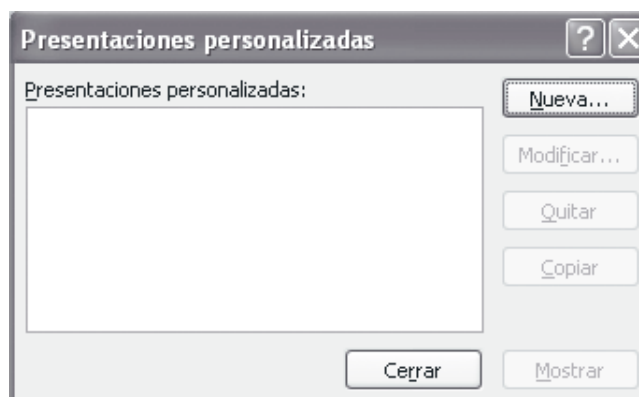 Presentaciones personalizadas
Presentaciones personalizadas:
Nueva...
Modificar...
Quitar
Copiar
Cerrar
Mostrar